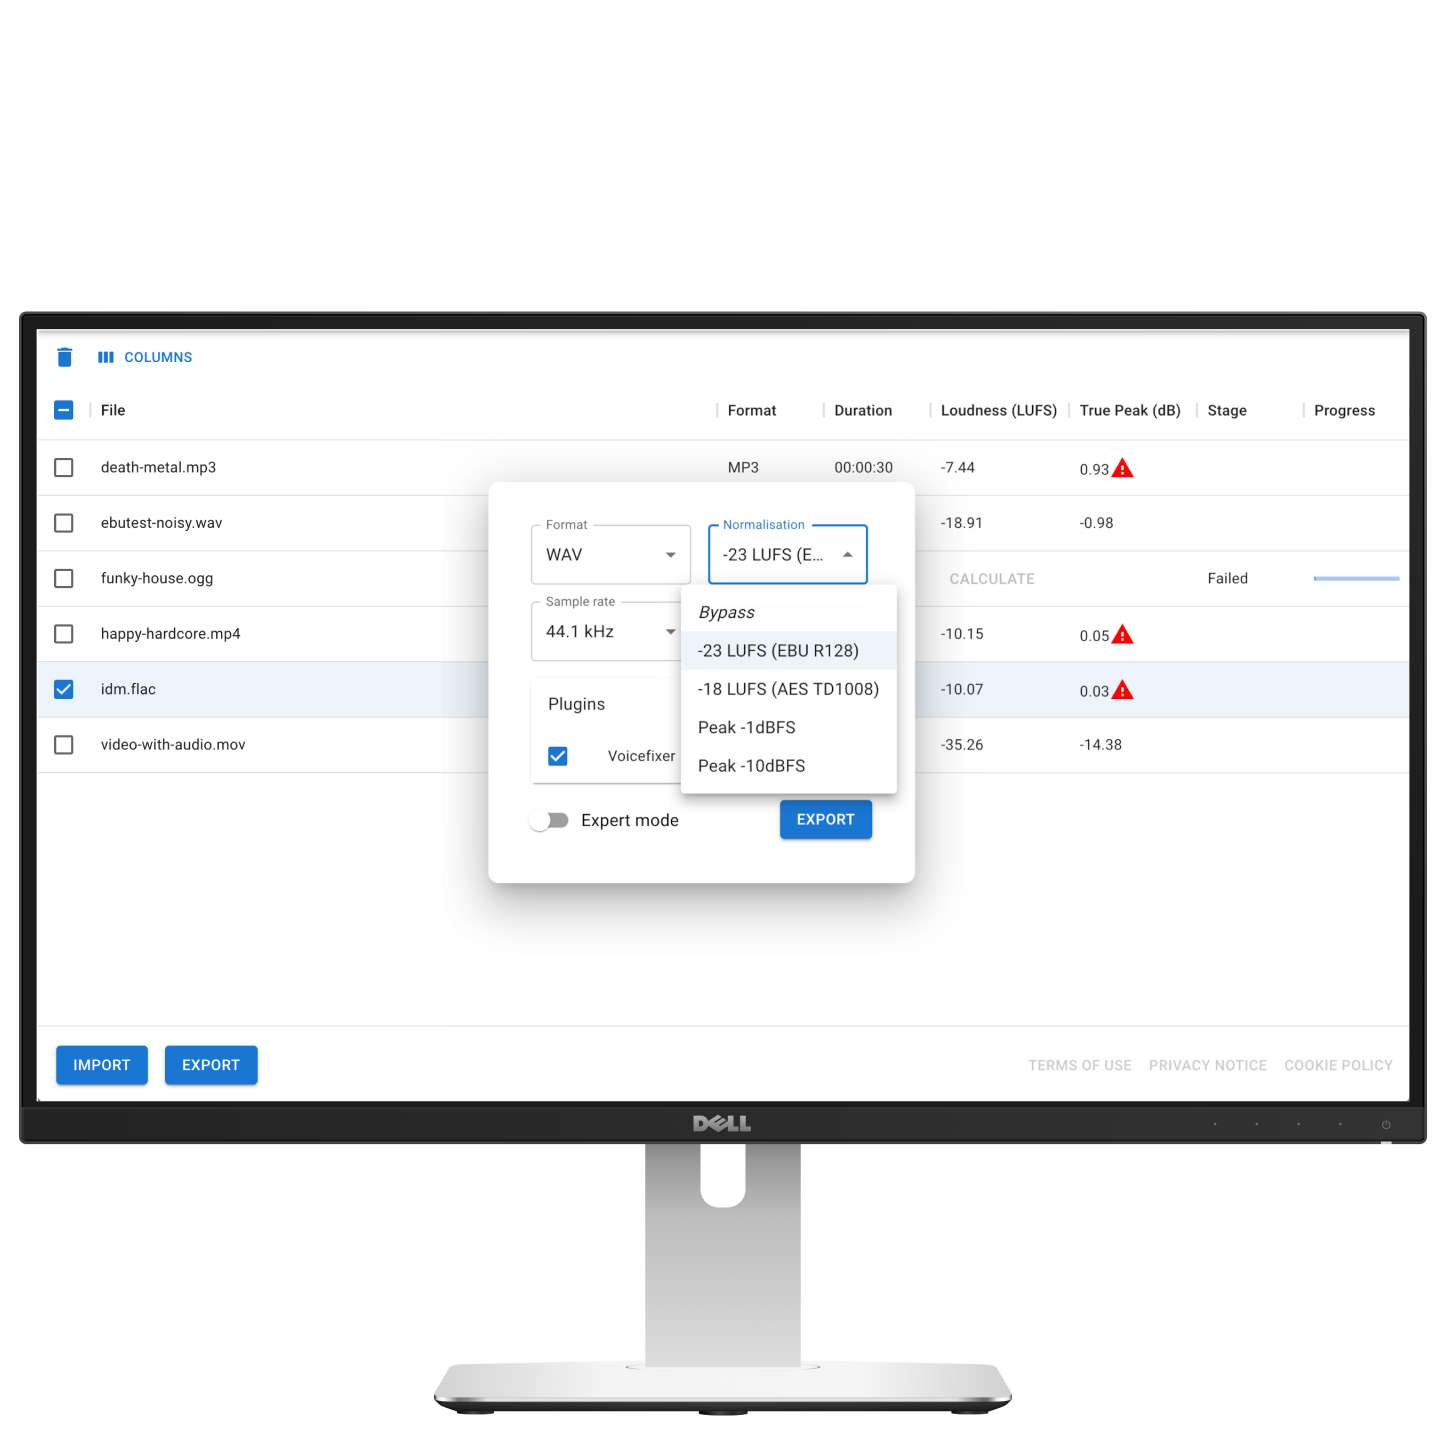 COLUMNS
File Format Duration Loudness (LUFS) True Peak (dB) Stage Progress
death-metal.mp3 MP3 00:00:30 -7.44 0.93
ebutest-noisy.wav -18.91 -0.98
funky-house.ogg CALCULATE Failed
happy-hardcore.mp4 -10.15 0.05
idm.flac -10.07 0.03
video-with-audio.mov -35.26 -14.38
Format Normalisation
WAV -23 LUFS (E...
Sample rate
44.1 kHz
Bypass
-23 LUFS (EBU R128)
-18 LUFS (AES TD1008)
Peak -1dBFS
Peak -10dBFS
Plugins
Voicefixer
Expert mode EXPORT
IMPORT EXPORT TERMS OF USE PRIVACY NOTICE COOKIE POLICY
DELL